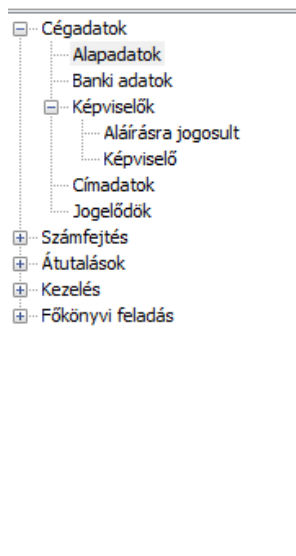 Cégadatok
Alapadatok
Banki adatok
Képviselők
Aláírásra jogosult
Képviselő
Címadatok
Jogelődök
Számfejtés
Átutalások
Kezelés
Főkönyvi feladás